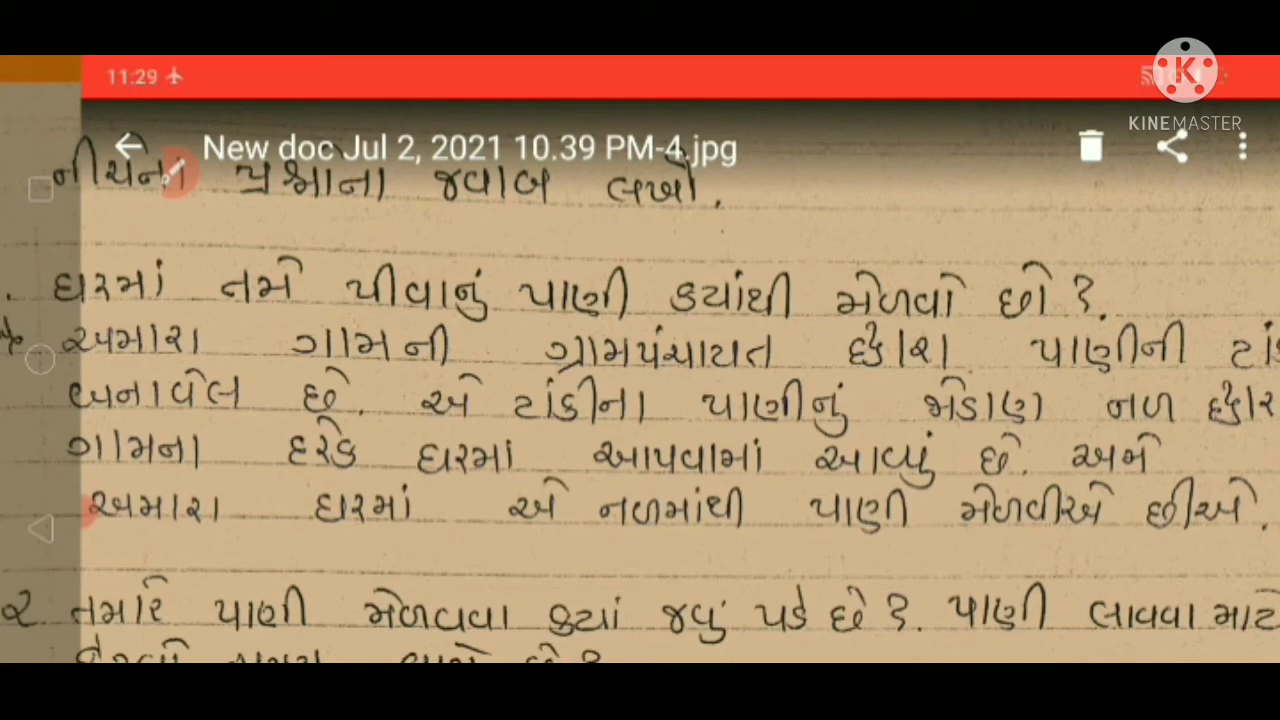 11:29
KINEMASTER
New doc Jul 2, 2021 10.39 PM-4.jpg
નીચેના પ્રશ્નોના જવાબ લખો.
ઘરમાં તમે પીવાનું પાણી ક્યાંથી મેળવો છો?
અમારા ગામની ગ્રામપંચાયત દ્વારા પાણીની
બનાવેલ છે. એ ટાંકીના પાણીનું જોડાણ નળ
ગામના દરેક ઘરમાં આપવામાં આવ્યું છે. અમે
અમારા ઘરમાં એ નળમાંથી પાણી મેળવીએ છીએ.
૨ તમારે પાણી મેળવવા ક્યાં જવું પડે છે? પાણી લાવવા માટે